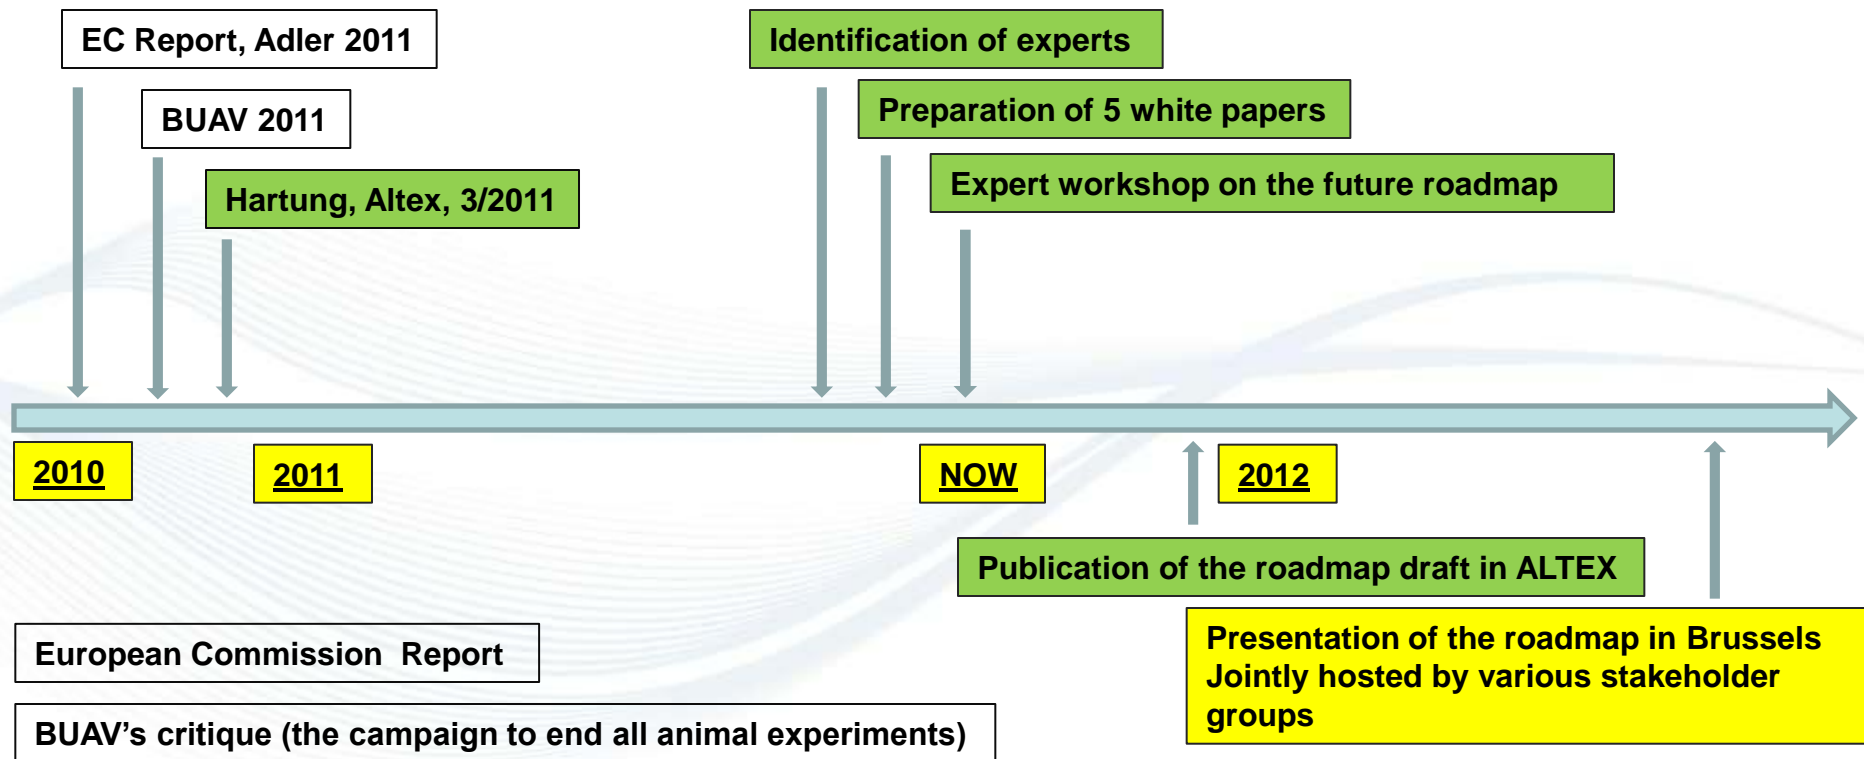 EC Report, Adler 2011
BUAV 2011
Hartung, Altex, 3/2011
Identification of experts
Preparation of 5 white papers
Expert workshop on the future roadmap
2010
2011
NOW
2012
Publication of the roadmap draft in ALTEX
Presentation of the roadmap in Brussels
Jointly hosted by various stakeholder
groups
European Commission Report
BUAV's critique (the campaign to end all animal experiments)